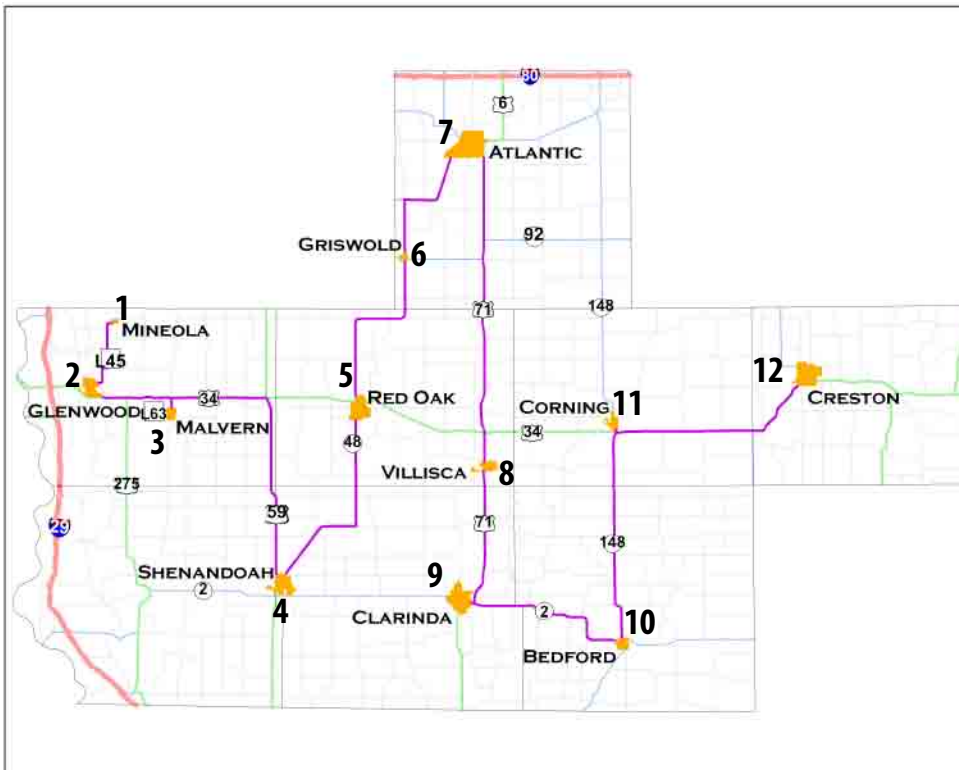 80
6
7
ATLANTIC
GRISWOLD
6
92
71
148
1
MINEOLA
L45
2
GLENWOOD
34
L63
3
MALVERN
5
RED OAK
48
CORNING
11
34
12
CRESTON
VILLISCA
8
275
29
59
71
148
SHENANDOAH
2
4
9
CLARINDA
2
10
BEDFORD